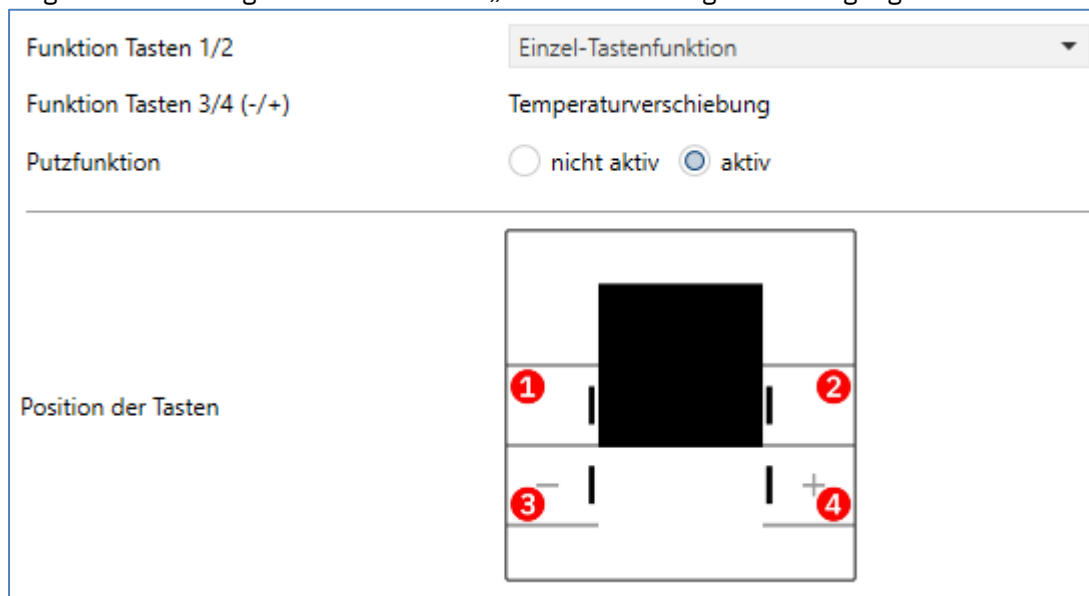 Funktion Tasten 1/2 Einzel-Tastenfunktion
Funktion Tasten 3/4 (-/+) Temperaturverschiebung
Putzfunktion nicht aktiv aktiv
1 2
Position der Tasten
− +
3 4